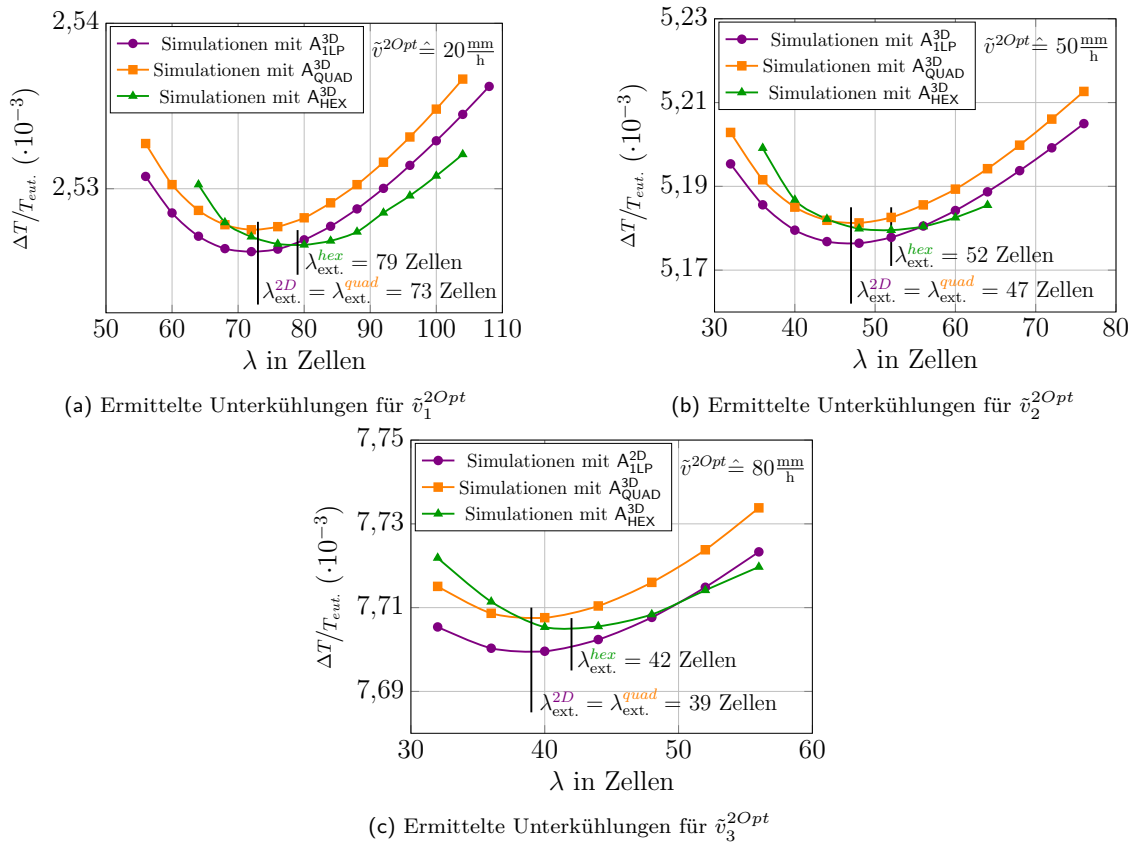 2,54
2,53
ΔT/T_eut. (·10⁻³)
Simulationen mit A^3D_1LP
Simulationen mit A^3D_QUAD
Simulationen mit A^3D_HEX
ṽ^2Opt ≙ 20 mm/h
λ^hex_ext. = 79 Zellen
λ^2D_ext. = λ^quad_ext. = 73 Zellen
50 60 70 80 90 100 110
λ in Zellen
(a) Ermittelte Unterkühlungen für ṽ_1^2Opt
5,23
5,21
5,19
5,17
ΔT/T_eut. (·10⁻³)
Simulationen mit A^3D_1LP
Simulationen mit A^3D_QUAD
Simulationen mit A^3D_HEX
ṽ^2Opt ≙ 50 mm/h
λ^hex_ext. = 52 Zellen
λ^2D_ext. = λ^quad_ext. = 47 Zellen
30 40 50 60 70 80
λ in Zellen
(b) Ermittelte Unterkühlungen für ṽ_2^2Opt
7,75
7,73
7,71
7,69
ΔT/T_eut. (·10⁻³)
Simulationen mit A^2D_1LP
Simulationen mit A^3D_QUAD
Simulationen mit A^3D_HEX
ṽ^2Opt ≙ 80 mm/h
λ^hex_ext. = 42 Zellen
λ^2D_ext. = λ^quad_ext. = 39 Zellen
30 40 50 60
λ in Zellen
(c) Ermittelte Unterkühlungen für ṽ_3^2Opt